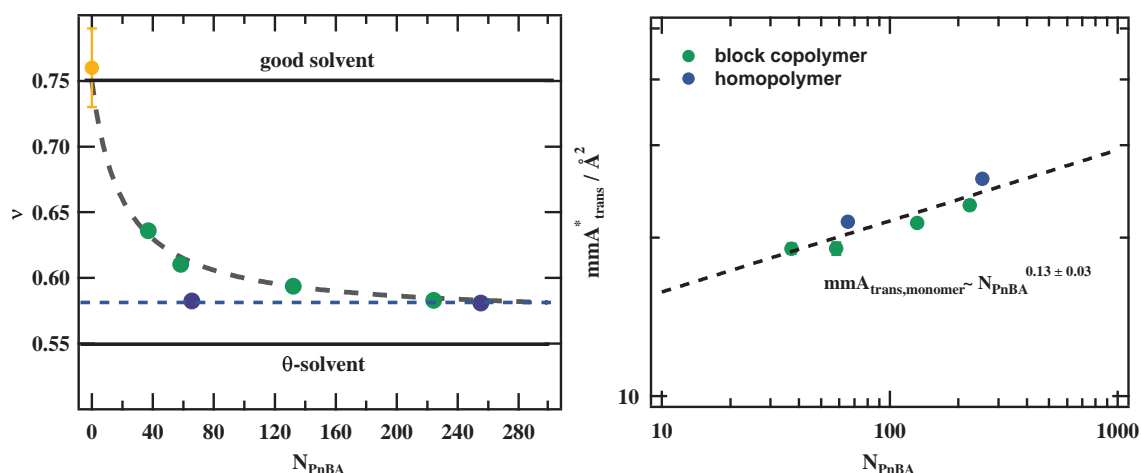 0.75
0.70
0.65
0.60
0.55
ν
good solvent
θ-solvent
0 40 80 120 160 200 240 280
N_PnBA
mmA*_trans / Å^2
10
block copolymer
homopolymer
mmA_trans,monomer ~ N_PnBA^0.13 ± 0.03
10 100 1000
N_PnBA